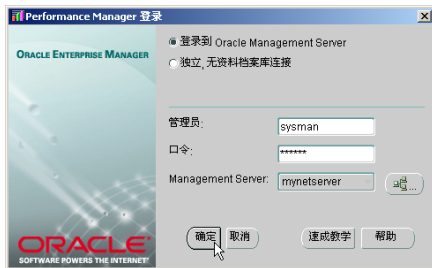 Performance Manager 登录
ORACLE ENTERPRISE MANAGER
登录到 Oracle Management Server
独立,无资料档案库连接
管理员:
sysman
口令:
******
Management Server:
mynetserver
...
确定
取消
速成教学
帮助
ORACLE
SOFTWARE POWERS THE INTERNET